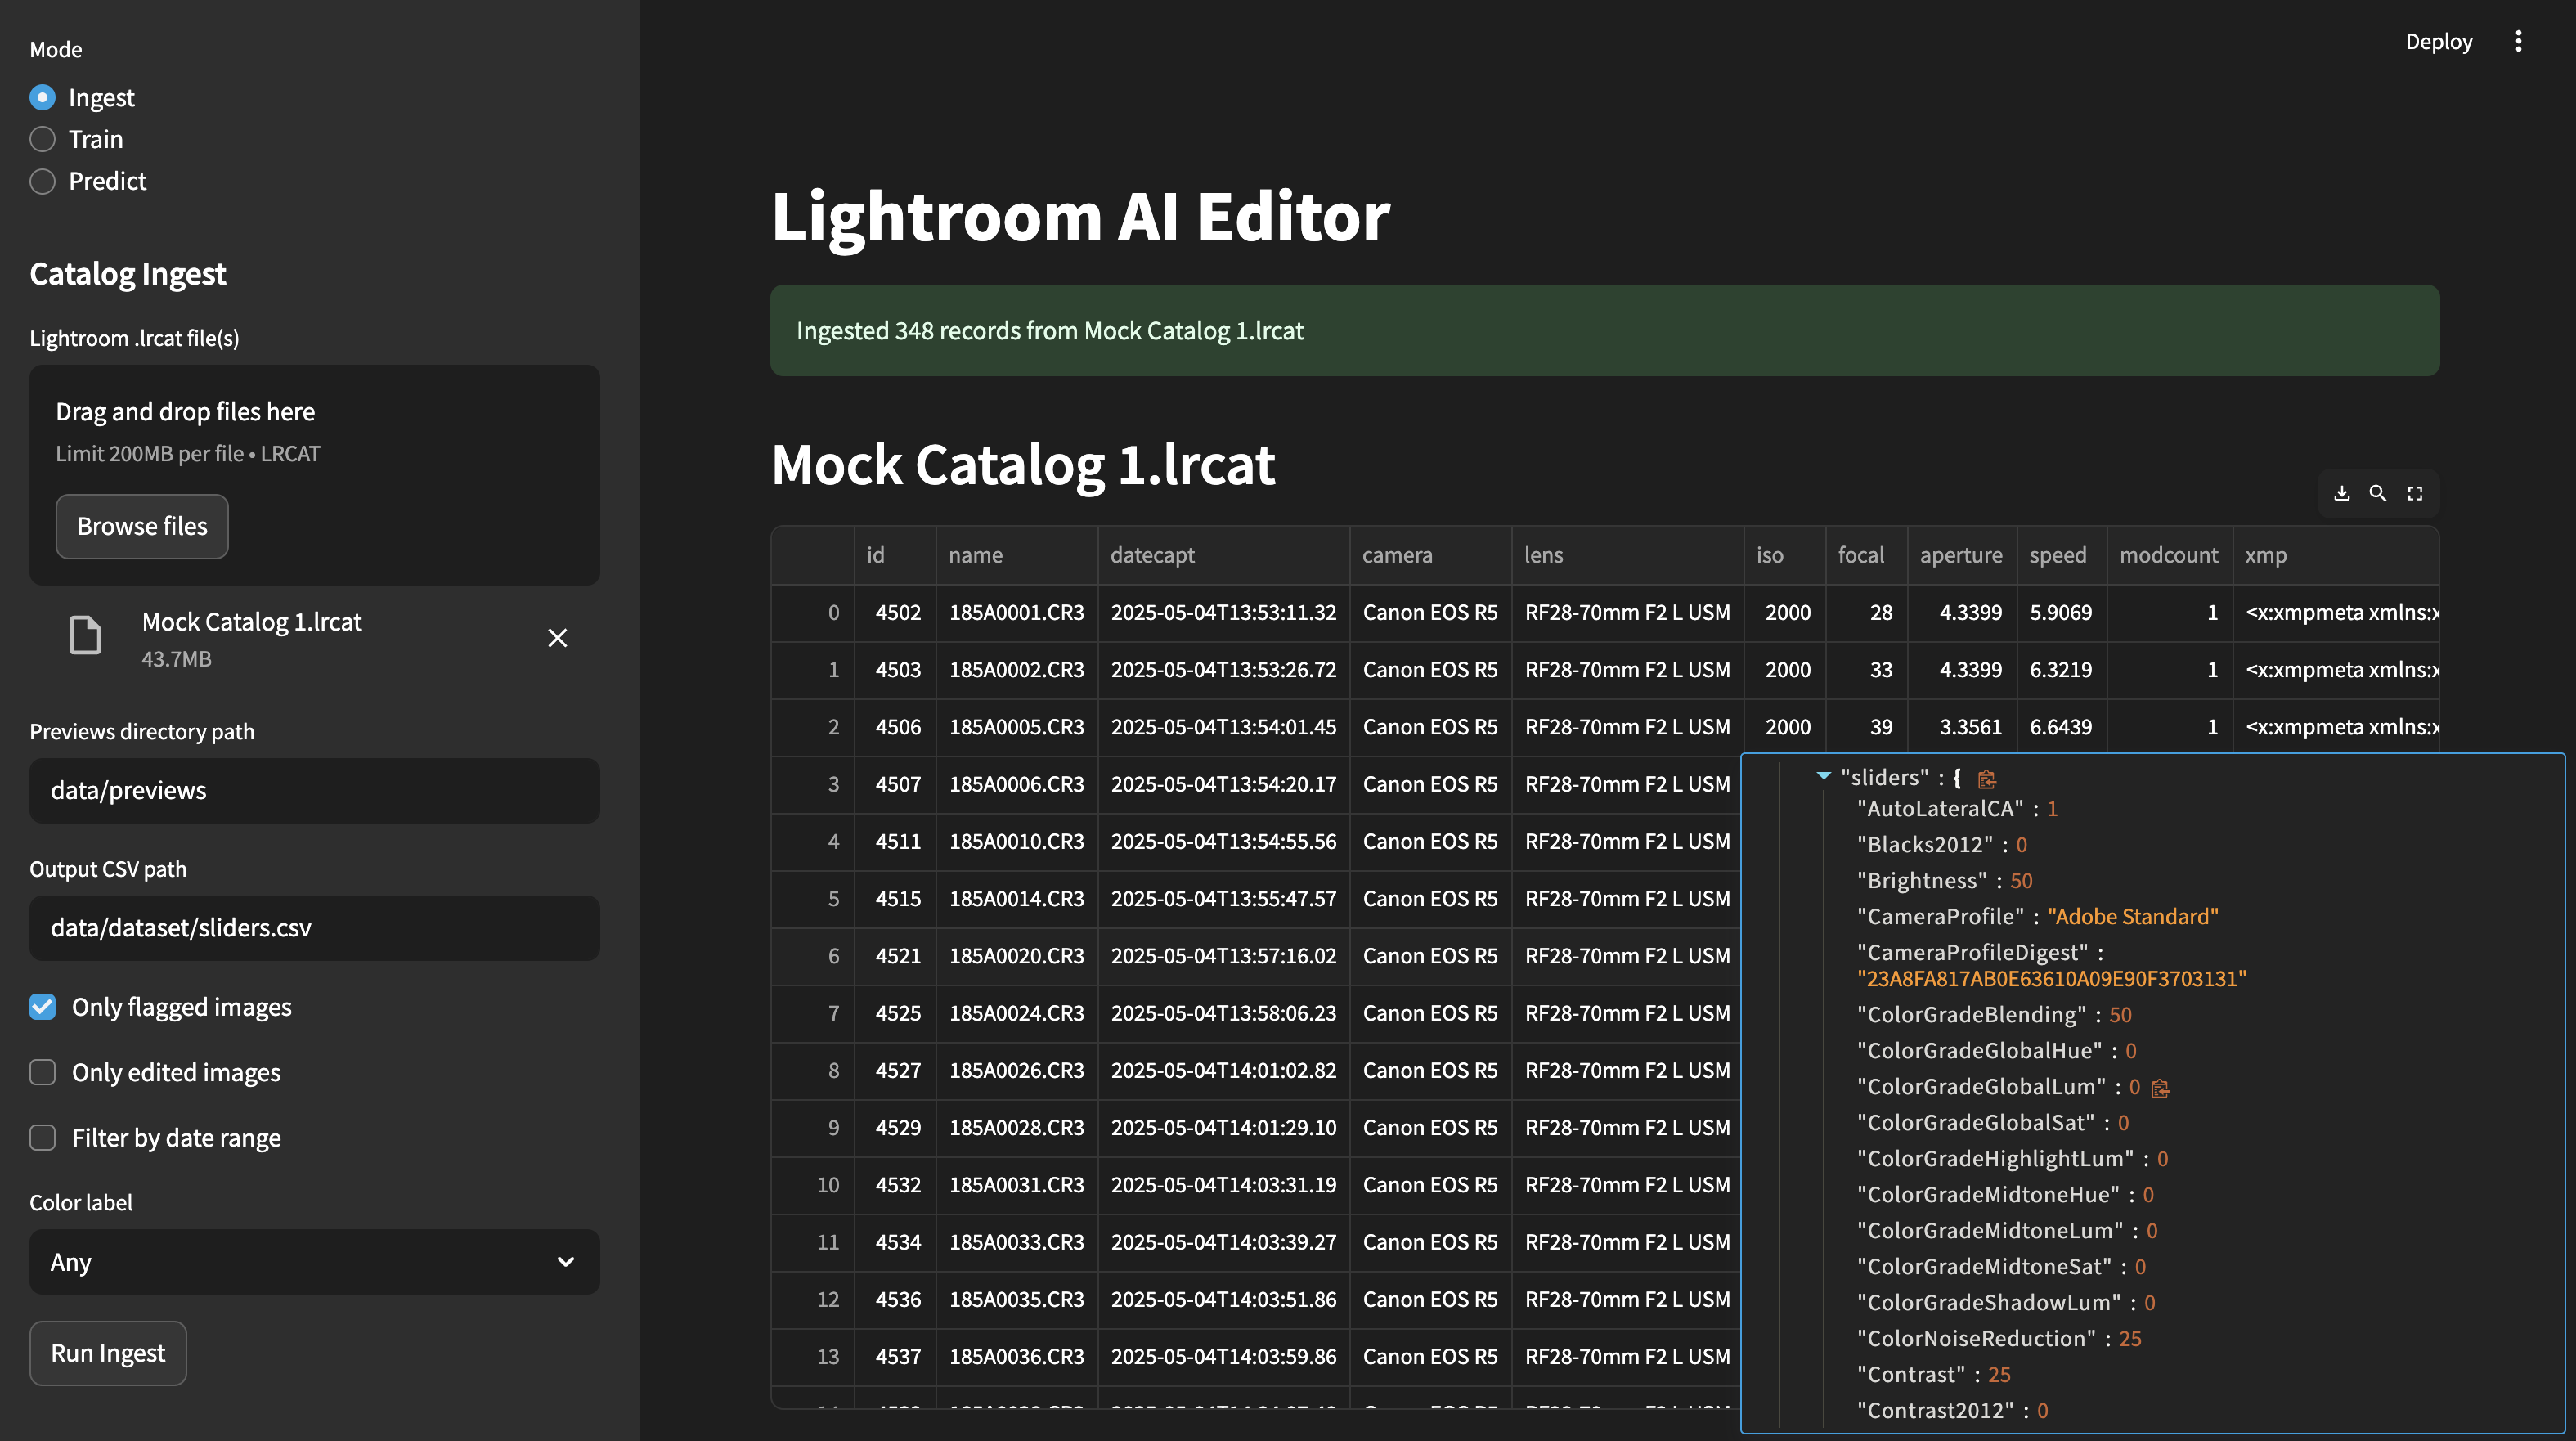 Mode
Ingest
Train
Predict
Catalog Ingest
Lightroom .lrcat file(s)
Drag and drop files here
Limit 200MB per file • LRCAT
Browse files
Mock Catalog 1.lrcat
43.7MB
Previews directory path
data/previews
Output CSV path
data/dataset/sliders.csv
Only flagged images
Only edited images
Filter by date range
Color label
Any
Run Ingest
Deploy
Lightroom AI Editor
Ingested 348 records from Mock Catalog 1.lrcat
Mock Catalog 1.lrcat
id name datecapt camera lens iso focal aperture speed modcount xmp
0 4502 185A0001.CR3 2025-05-04T13:53:11.32 Canon EOS R5 RF28-70mm F2 L USM 2000 28 4.3399 5.9069 1 <x:xmpmeta xmlns:x
1 4503 185A0002.CR3 2025-05-04T13:53:26.72 Canon EOS R5 RF28-70mm F2 L USM 2000 33 4.3399 6.3219 1 <x:xmpmeta xmlns:x
2 4506 185A0005.CR3 2025-05-04T13:54:01.45 Canon EOS R5 RF28-70mm F2 L USM 2000 39 3.3561 6.6439 1 <x:xmpmeta xmlns:x
3 4507 185A0006.CR3 2025-05-04T13:54:20.17 Canon EOS R5 RF28-70mm F2 L USM
4 4511 185A0010.CR3 2025-05-04T13:54:55.56 Canon EOS R5 RF28-70mm F2 L USM
5 4515 185A0014.CR3 2025-05-04T13:55:47.57 Canon EOS R5 RF28-70mm F2 L USM
6 4521 185A0020.CR3 2025-05-04T13:57:16.02 Canon EOS R5 RF28-70mm F2 L USM
7 4525 185A0024.CR3 2025-05-04T13:58:06.23 Canon EOS R5 RF28-70mm F2 L USM
8 4527 185A0026.CR3 2025-05-04T14:01:02.82 Canon EOS R5 RF28-70mm F2 L USM
9 4529 185A0028.CR3 2025-05-04T14:01:29.10 Canon EOS R5 RF28-70mm F2 L USM
10 4532 185A0031.CR3 2025-05-04T14:03:31.19 Canon EOS R5 RF28-70mm F2 L USM
11 4534 185A0033.CR3 2025-05-04T14:03:39.27 Canon EOS R5 RF28-70mm F2 L USM
12 4536 185A0035.CR3 2025-05-04T14:03:51.86 Canon EOS R5 RF28-70mm F2 L USM
13 4537 185A0036.CR3 2025-05-04T14:03:59.86 Canon EOS R5 RF28-70mm F2 L USM
"sliders" : {
"AutoLateralCA" : 1
"Blacks2012" : 0
"Brightness" : 50
"CameraProfile" : "Adobe Standard"
"CameraProfileDigest" :
"23A8FA817AB0E63610A09E90F3703131"
"ColorGradeBlending" : 50
"ColorGradeGlobalHue" : 0
"ColorGradeGlobalLum" : 0
"ColorGradeGlobalSat" : 0
"ColorGradeHighlightLum" : 0
"ColorGradeMidtoneHue" : 0
"ColorGradeMidtoneLum" : 0
"ColorGradeMidtoneSat" : 0
"ColorGradeShadowLum" : 0
"ColorNoiseReduction" : 25
"Contrast" : 25
"Contrast2012" : 0